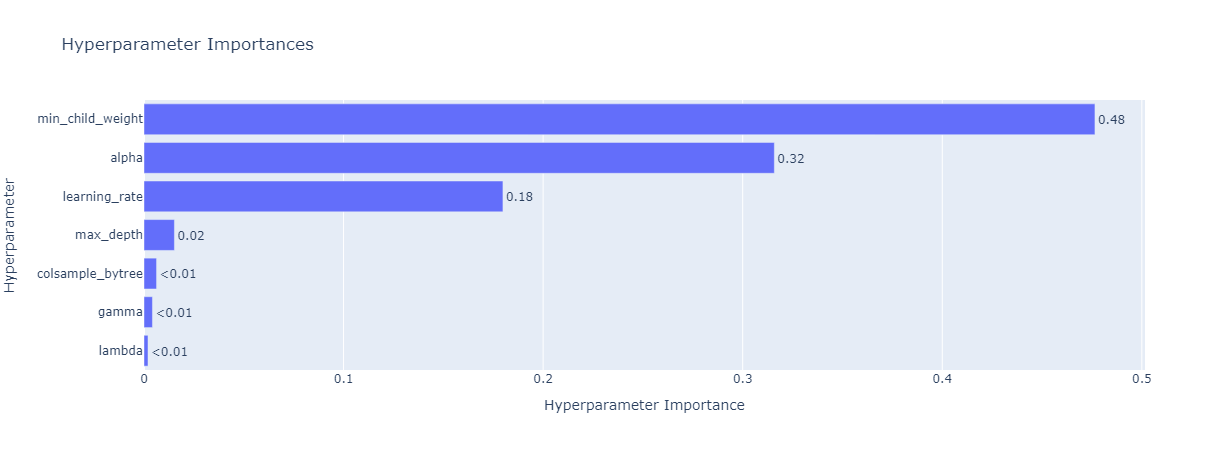 Hyperparameter Importances
Hyperparameter
min_child_weight 0.48
alpha 0.32
learning_rate 0.18
max_depth 0.02
colsample_bytree <0.01
gamma <0.01
lambda <0.01
0 0.1 0.2 0.3 0.4 0.5
Hyperparameter Importance